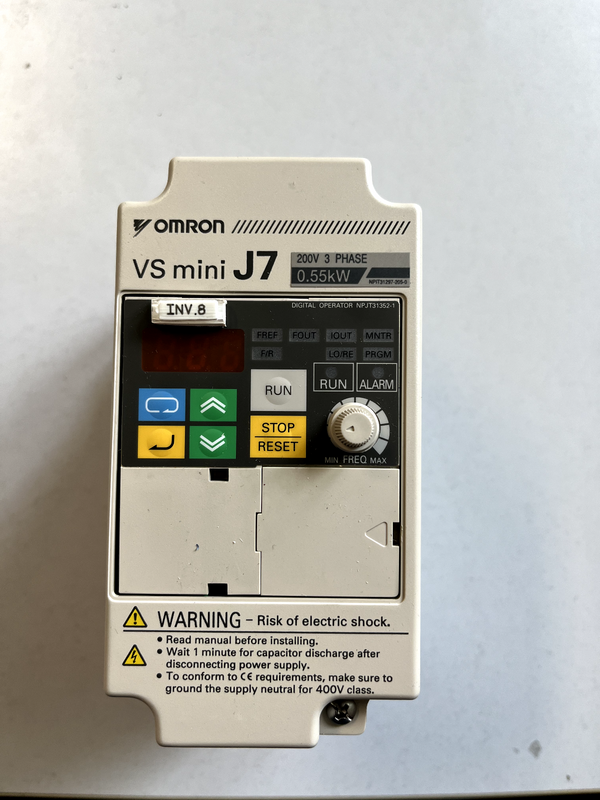 OMRON
VS mini J7
200V 3 PHASE
0.55kW
DIGITAL OPERATOR NPJT31352-1
INV.8
FREF FOUT IOUT MNTR
F/R LO/RE PRGM
RUN
RUN ALARM
STOP
RESET
MIN FREQ MAX
WARNING – Risk of electric shock.
• Read manual before installing.
• Wait 1 minute for capacitor discharge after
disconnecting power supply.
• To conform to CE requirements, make sure to
ground the supply neutral for 400V class.